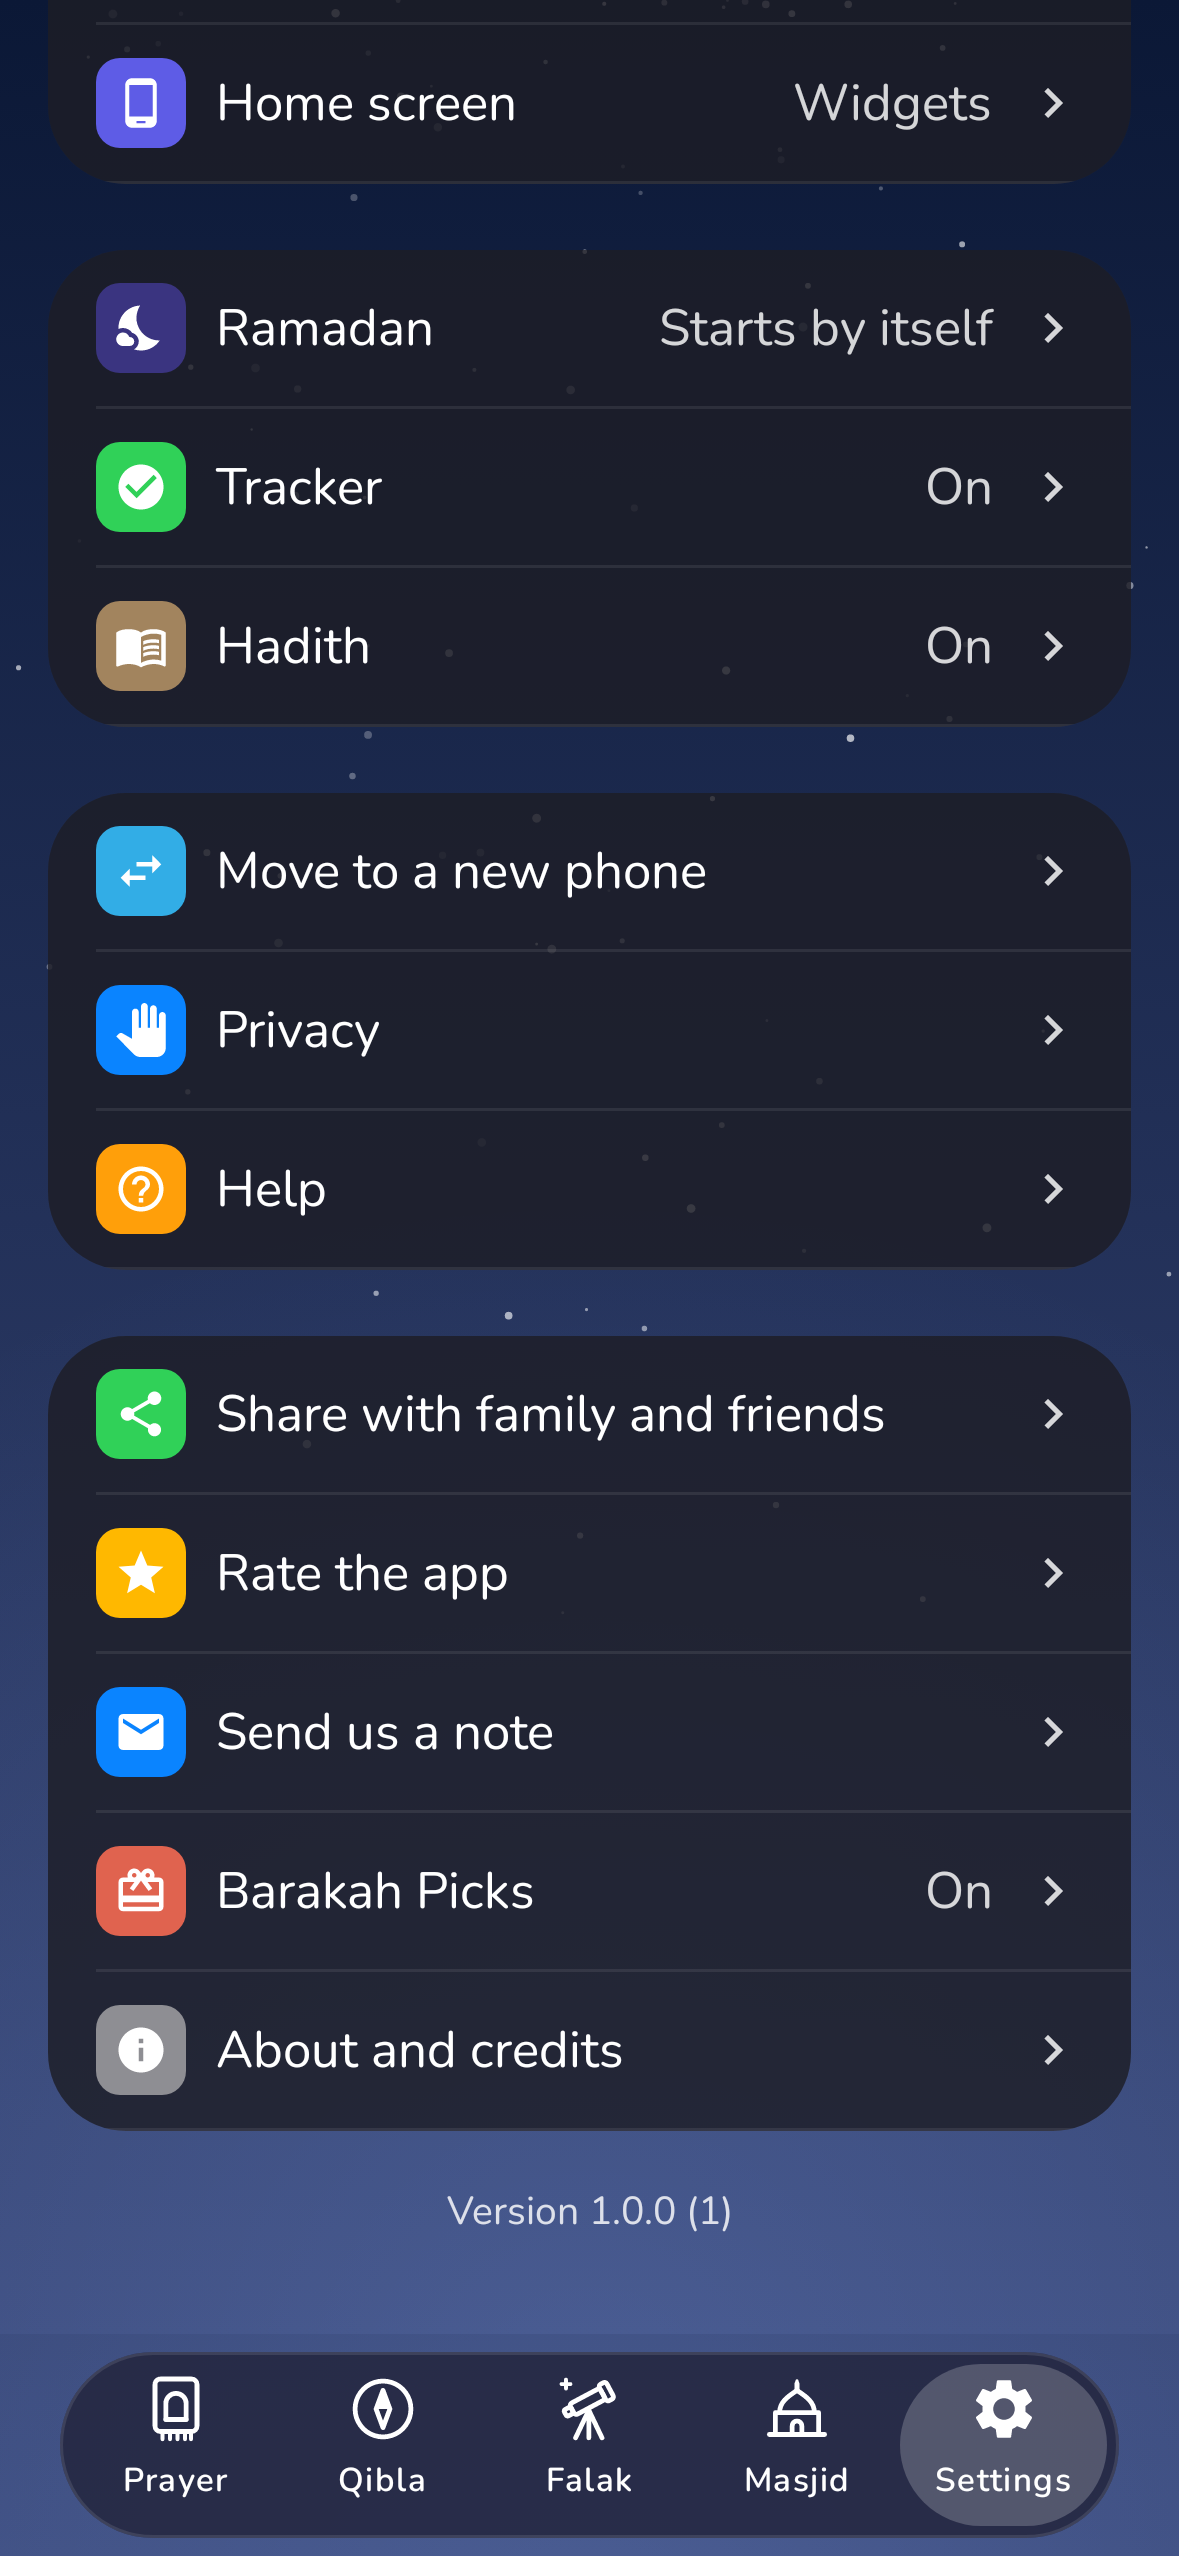 Home screen Widgets
Ramadan Starts by itself
Tracker On
Hadith On
Move to a new phone
Privacy
Help
Share with family and friends
Rate the app
Send us a note
Barakah Picks On
About and credits
Version 1.0.0 (1)
Prayer Qibla Falak Masjid Settings